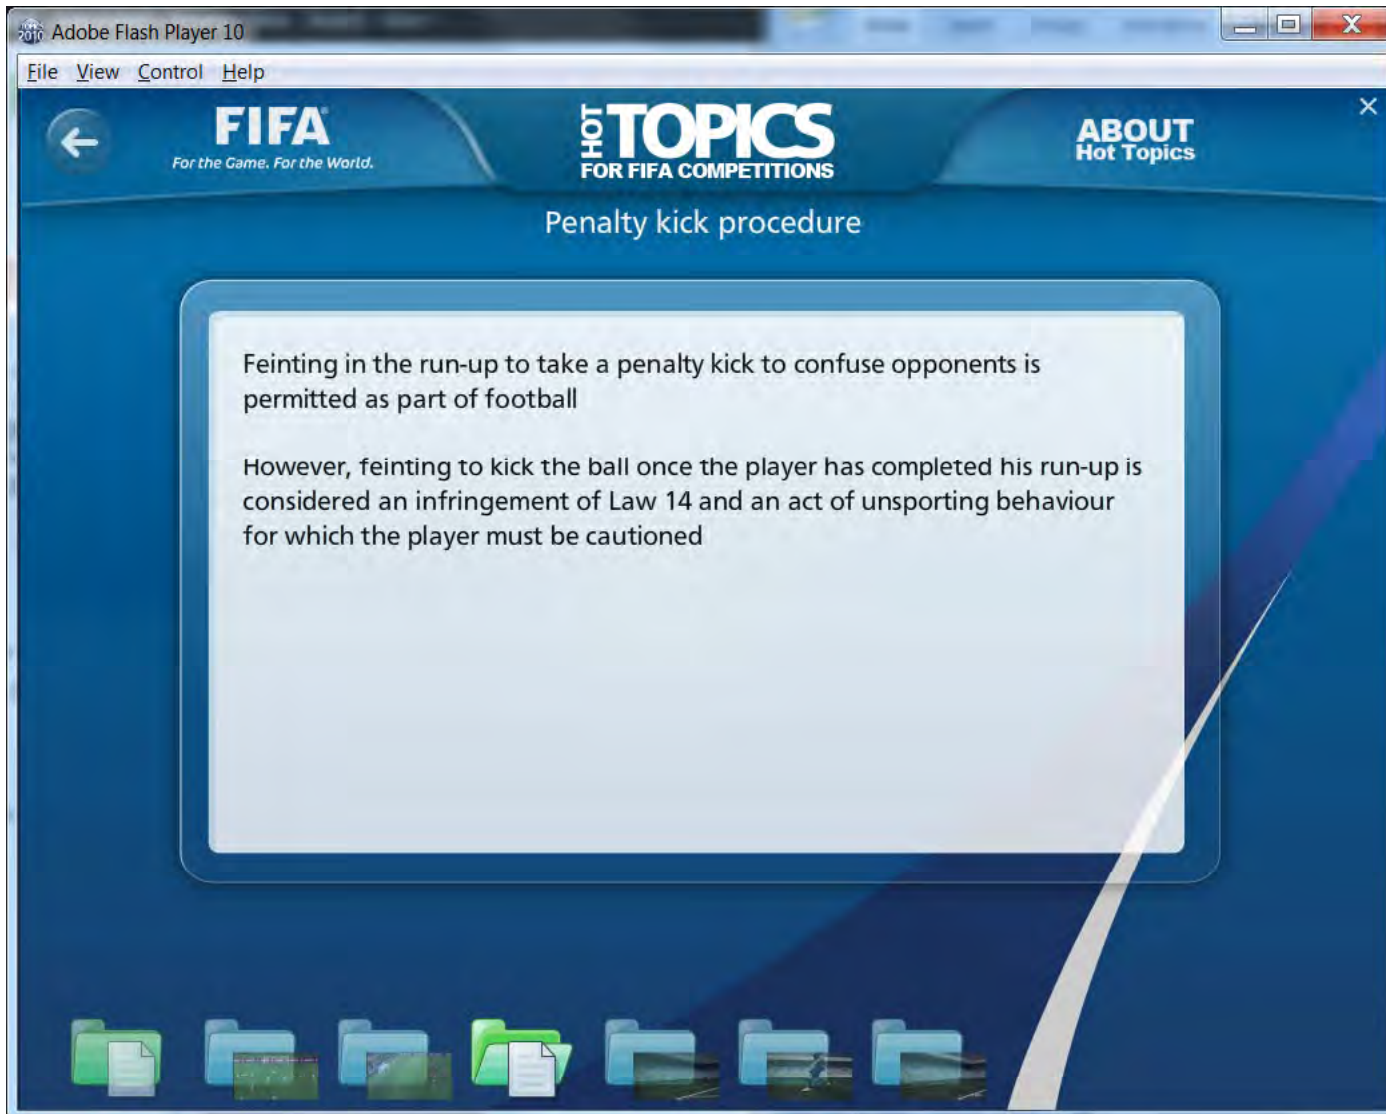 Adobe Flash Player 10
File View Control Help
FIFA
For the Game. For the World.
HOT TOPICS
FOR FIFA COMPETITIONS
ABOUT
Hot Topics
Penalty kick procedure
Feinting in the run-up to take a penalty kick to confuse opponents is
permitted as part of football
However, feinting to kick the ball once the player has completed his run-up is
considered an infringement of Law 14 and an act of unsporting behaviour
for which the player must be cautioned